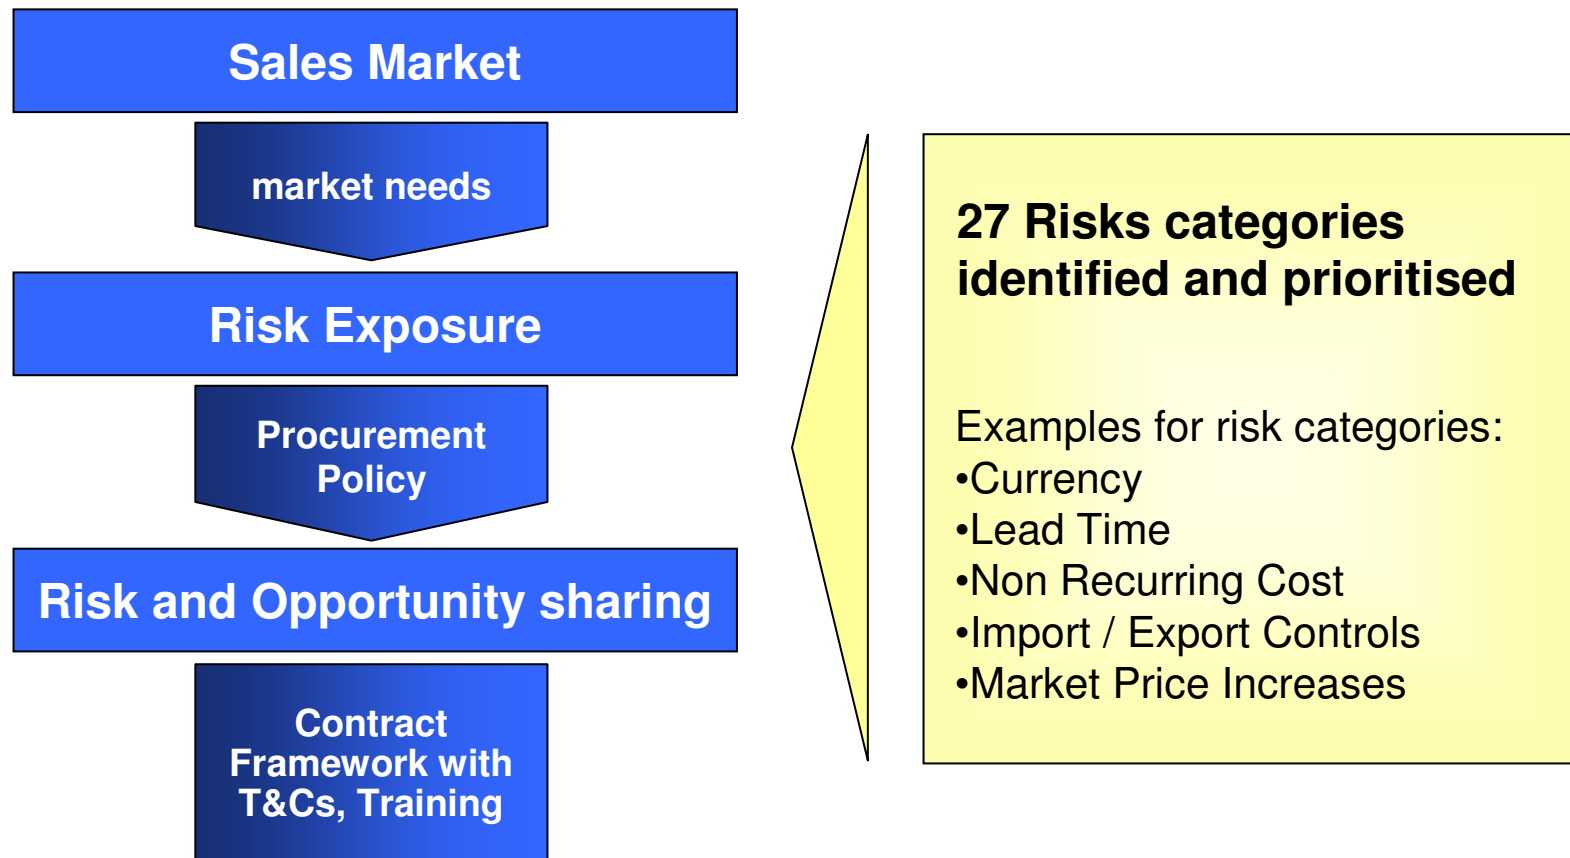 Sales Market
market needs
Risk Exposure
Procurement
Policy
Risk and Opportunity sharing
Contract
Framework with
T&Cs, Training
27 Risks categories
identified and prioritised
Examples for risk categories:
•Currency
•Lead Time
•Non Recurring Cost
•Import / Export Controls
•Market Price Increases